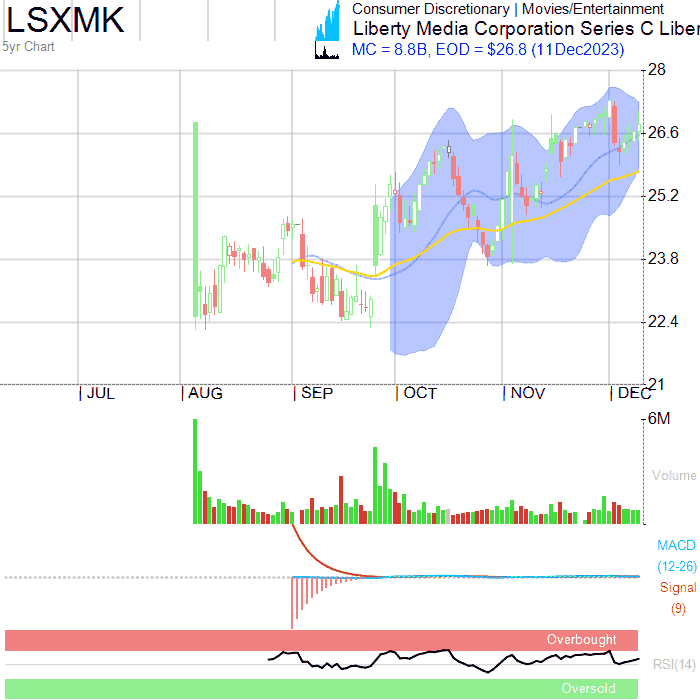 LSXMK
5yr Chart
Consumer Discretionary | Movies/Entertainment
Liberty Media Corporation Series C Liber
MC = 8.8B, EOD = $26.8 (11Dec2023)
28
26.6
25.2
23.8
22.4
21
JUL AUG SEP OCT NOV DEC
6M
Volume
MACD
(12-26)
Signal
(9)
Overbought
RSI(14)
Oversold